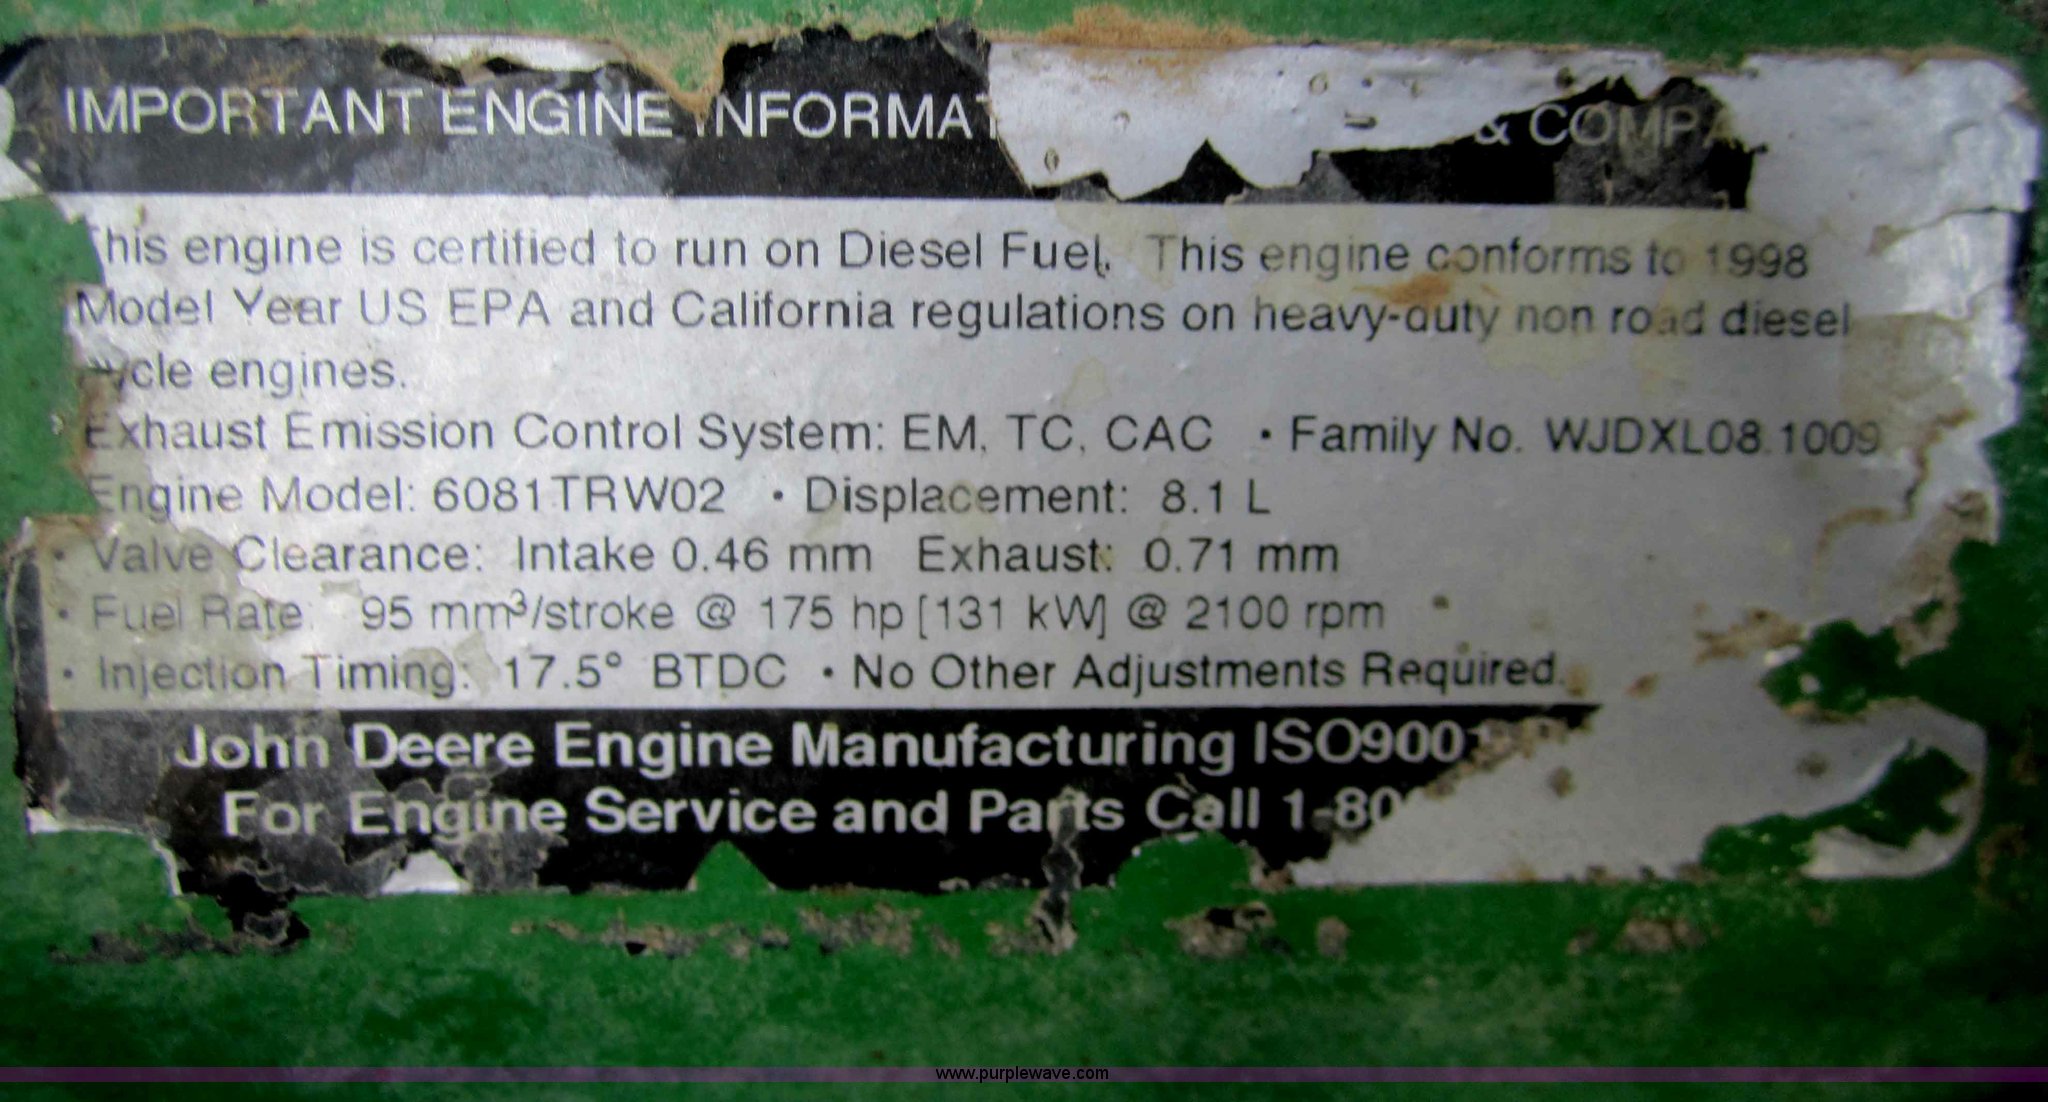 IMPORTANT ENGINE INFORMAT & COMPA
This engine is certified to run on Diesel Fuel. This engine conforms to 1998
Model Year US EPA and California regulations on heavy-duty non road diesel
cycle engines.
Exhaust Emission Control System: EM, TC, CAC • Family No. WJDXL08.1009
Engine Model: 6081TRW02 • Displacement: 8.1 L
• Valve Clearance: Intake 0.46 mm Exhaust: 0.71 mm
• Fuel Rate: 95 mm³/stroke @ 175 hp [131 kW] @ 2100 rpm
• Injection Timing: 17.5° BTDC • No Other Adjustments Required.
John Deere Engine Manufacturing ISO9001
For Engine Service and Parts Call 1-80
www.purplewave.com